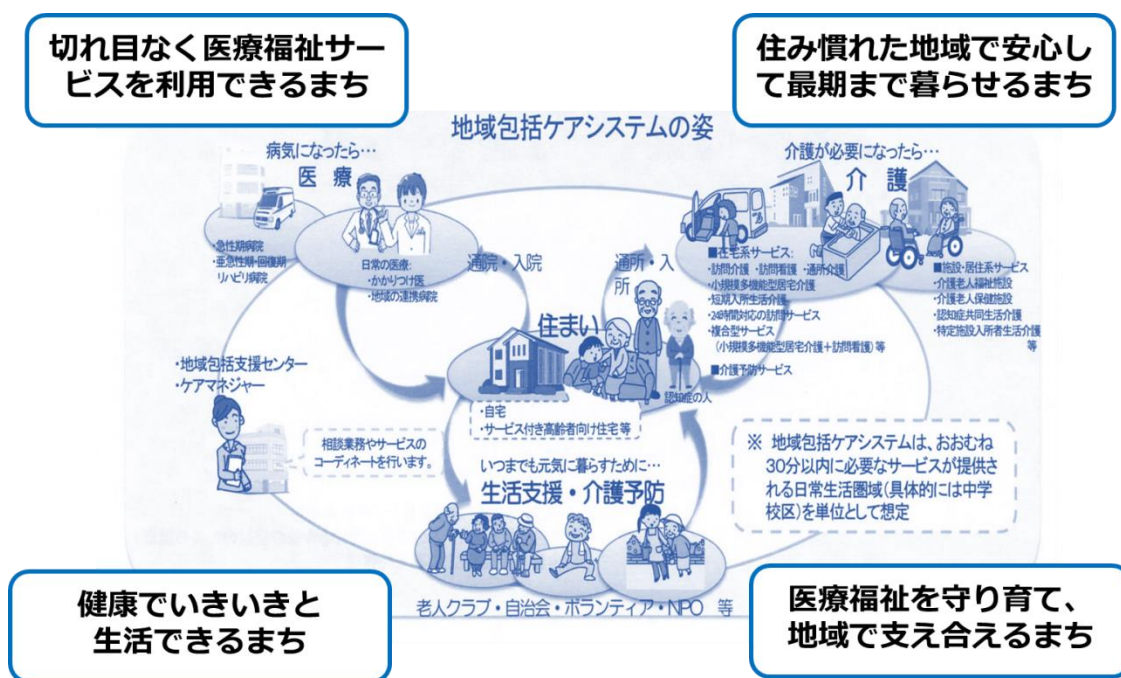 切れ目なく医療福祉サー
ビスを利用できるまち
住み慣れた地域で安心し
て最期まで暮らせるまち
地域包括ケアシステムの姿
病気になったら…
医 療
介護が必要になったら…
介 護
・急性期病院
・亜急性期・回復期
リハビリ病院
日常の医療:
・かかりつけ医
・地域の連携病院
通院・入院
通所・入
所
■在宅系サービス:
・訪問介護 ・訪問看護 ・通所介護
・小規模多機能型居宅介護
・短期入所生活介護
・24時間対応の訪問サービス
・複合型サービス
(小規模多機能型居宅介護+訪問看護)等
■介護予防サービス
■施設・居住系サービス
・介護老人福祉施設
・介護老人保健施設
・認知症共同生活介護
・特定施設入所者生活介護
等
住まい
認知症の人
・自宅
・サービス付き高齢者向け住宅等
・地域包括支援センター
・ケアマネジャー
相談業務やサービスの
コーディネートを行います。
いつまでも元気に暮らすために…
生活支援・介護予防
※ 地域包括ケアシステムは、おおむね
30分以内に必要なサービスが提供さ
れる日常生活圏域(具体的には中学
校区)を単位として想定
老人クラブ・自治会・ボランティア・NPO 等
健康でいきいきと
生活できるまち
医療福祉を守り育て、
地域で支え合えるまち